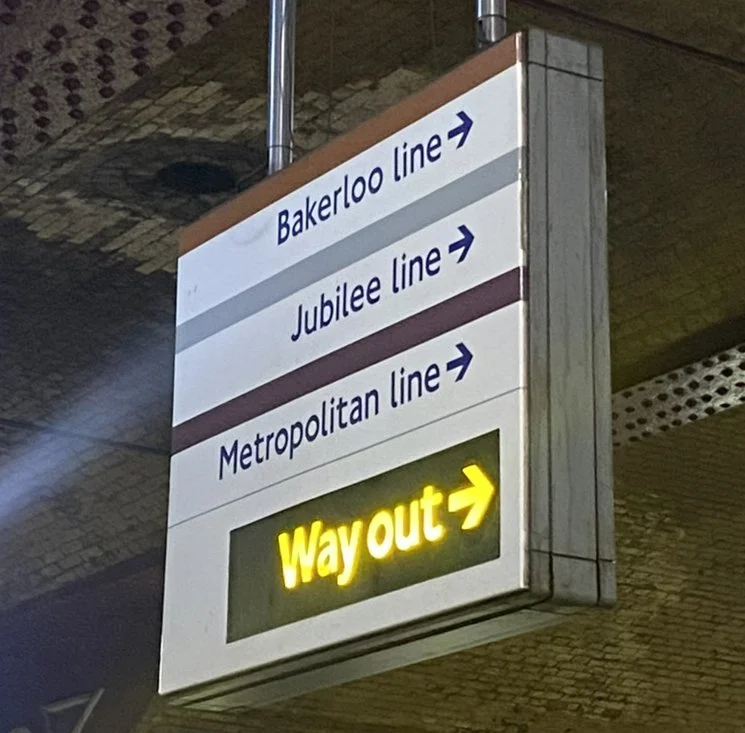 Bakerloo line →
Jubilee line →
Metropolitan line →
Way out →